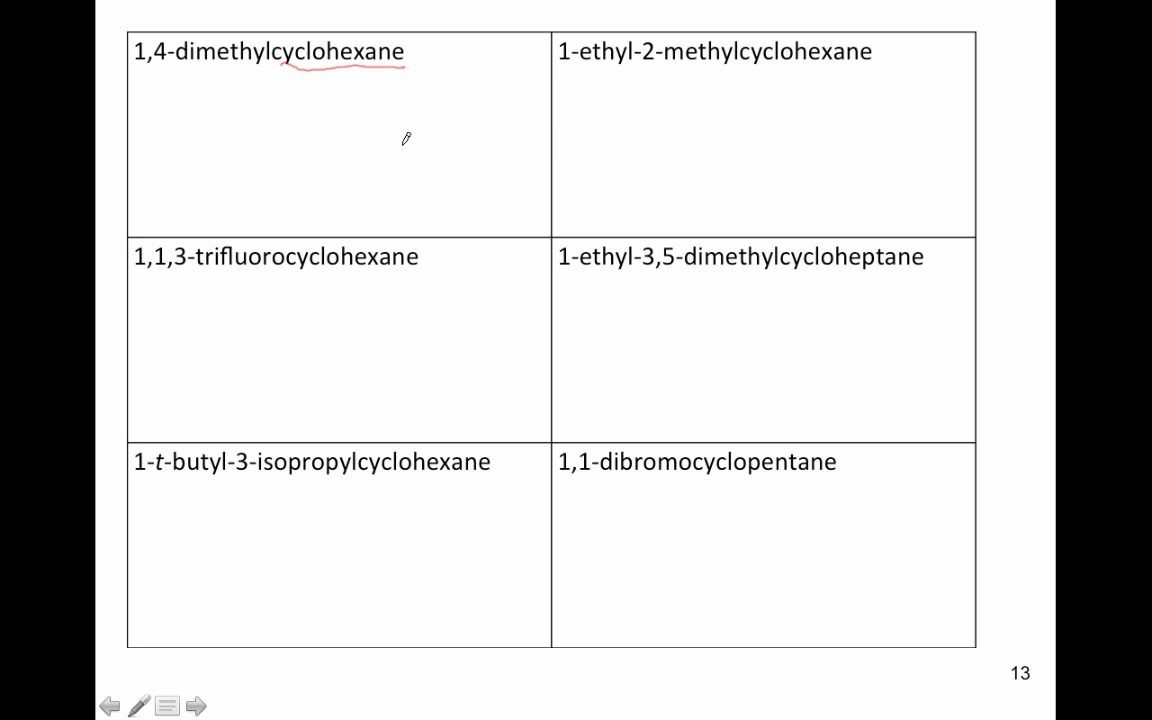 1,4-dimethylcyclohexane
1-ethyl-2-methylcyclohexane
1,1,3-trifluorocyclohexane
1-ethyl-3,5-dimethylcycloheptane
1-t-butyl-3-isopropylcyclohexane
1,1-dibromocyclopentane
13